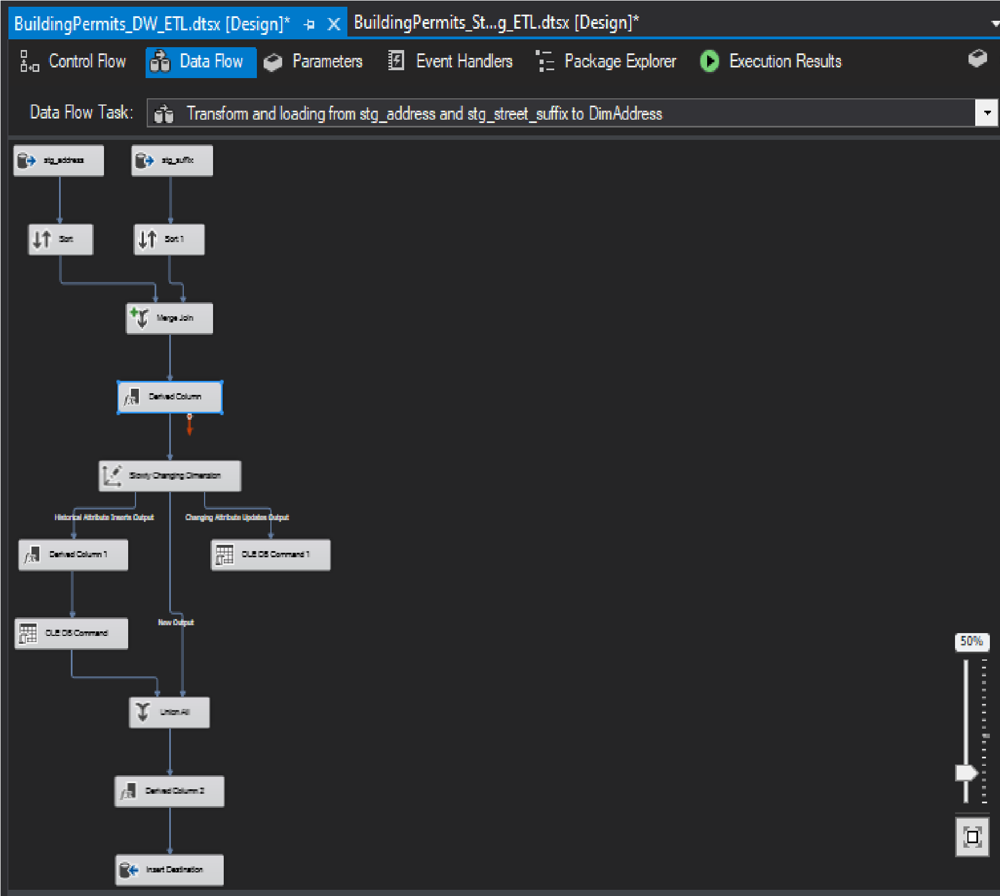 BuildingPermits_DW_ETL.dtsx [Design]*
BuildingPermits_St...g_ETL.dtsx [Design]*
Control Flow
Data Flow
Parameters
Event Handlers
Package Explorer
Execution Results
Data Flow Task:
Transform and loading from stg_address and stg_street_suffix to DimAddress
stg_address
stg_suffix
Sort
Sort 1
Merge Join
Derived Column
Slowly Changing Dimension
Historical Attribute Inserts Output
Changing Attribute Updates Output
Derived Column 1
OLE DB Command 1
New Output
OLE DB Command
50%
Union All
Derived Column 2
Insert Destination